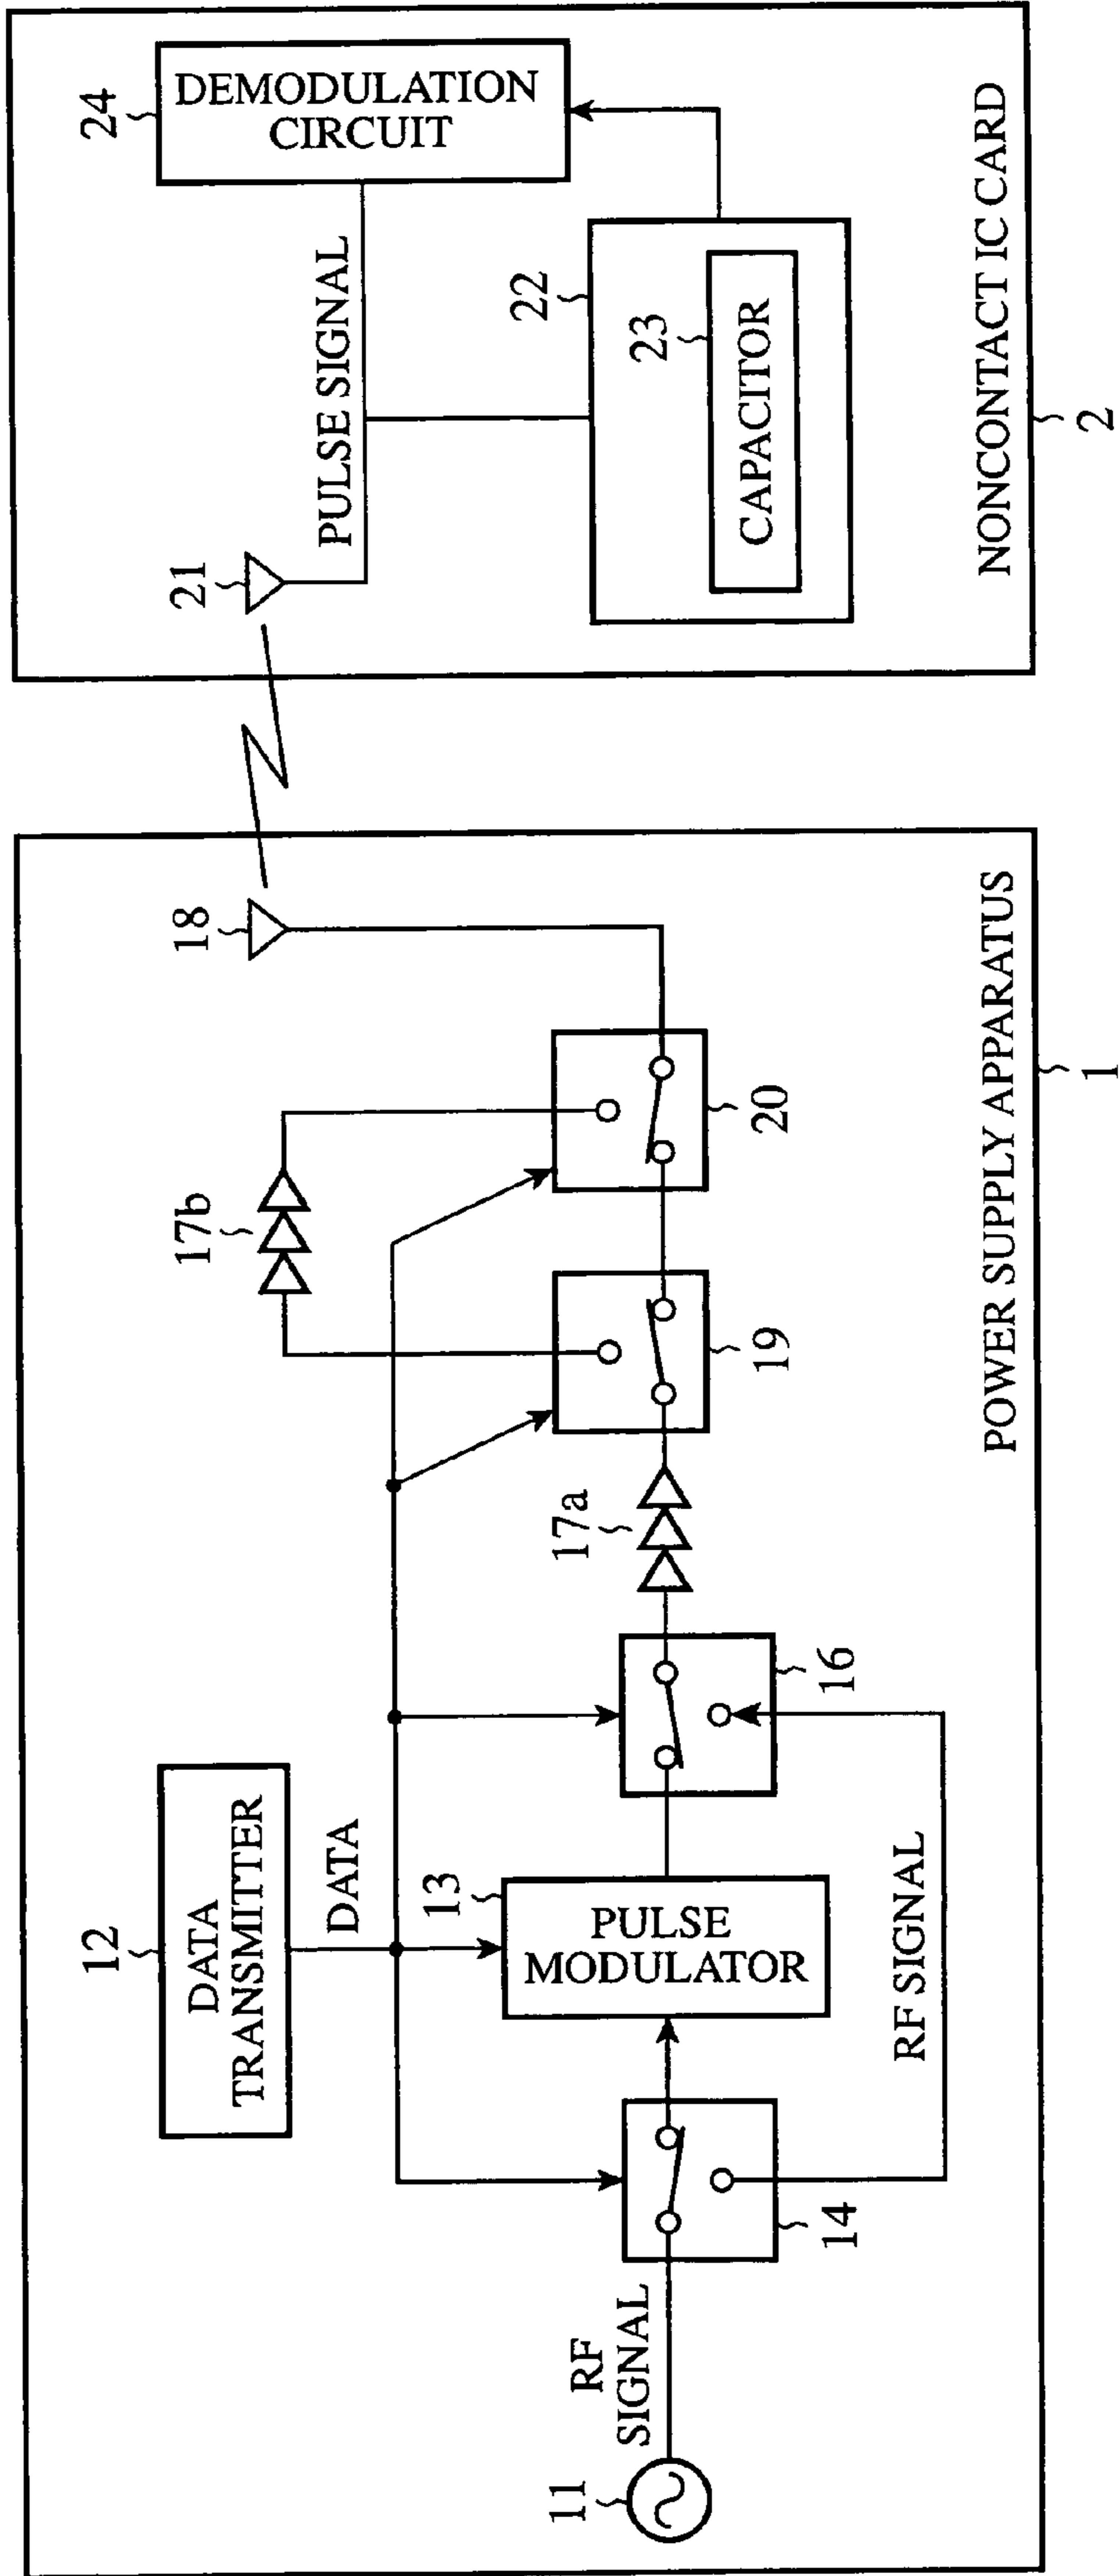 12
DATA
TRANSMITTER
DATA
17b
18
21
24
DEMODULATION
CIRCUIT
PULSE SIGNAL
11
RF
SIGNAL
14
13
PULSE
MODULATOR
16
17a
19
20
22
23
CAPACITOR
RF SIGNAL
POWER SUPPLY APPARATUS
1
NONCONTACT IC CARD
2